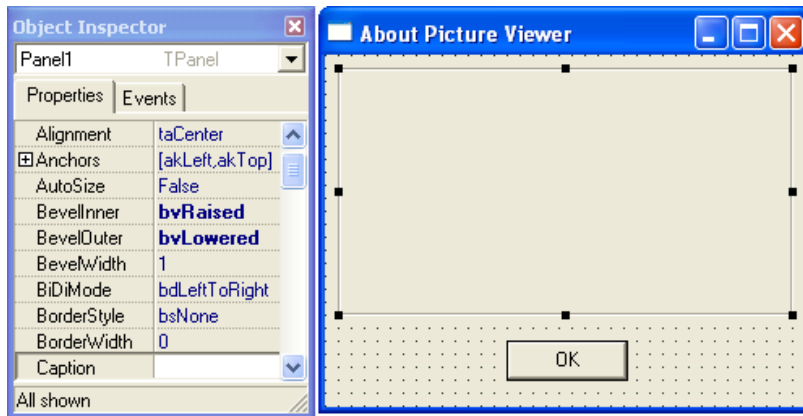 Object Inspector
Panel1 TPanel
Properties Events
Alignment taCenter
Anchors [akLeft,akTop]
AutoSize False
BevelInner bvRaised
BevelOuter bvLowered
BevelWidth 1
BiDiMode bdLeftToRight
BorderStyle bsNone
BorderWidth 0
Caption
All shown
About Picture Viewer
OK